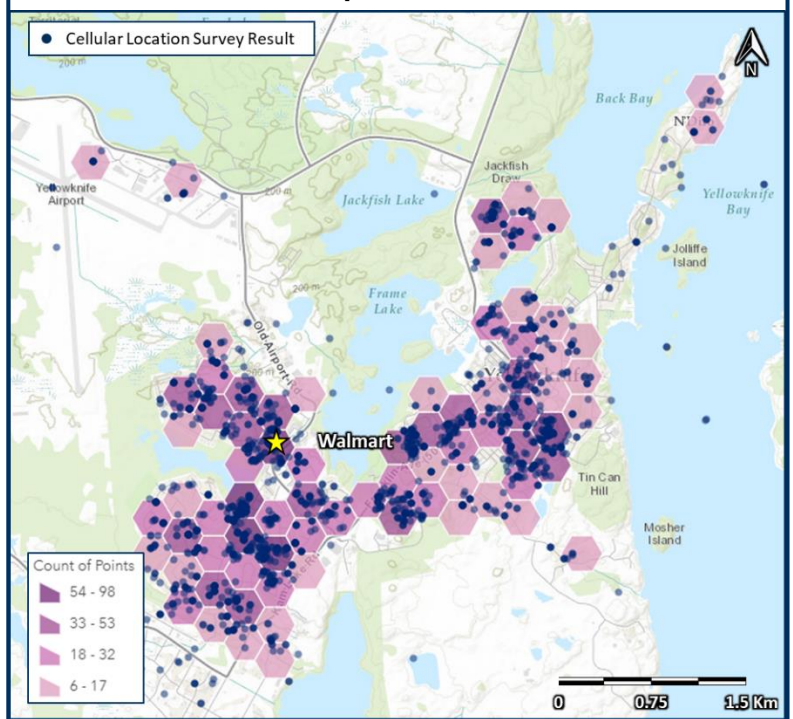 Cellular Location Survey Result
200 m
N
Back Bay
Jackfish
Draw
Yellowknife
Airport
200 m
Jackfish Lake
Yellowknife
Bay
Jolliffe
Island
200 m
Frame
Lake
Old Airport Rd
Walmart
Tin Can
Hill
Mosher
Island
Count of Points
54 - 98
33 - 53
18 - 32
6 - 17
0 0.75 1.5 Km